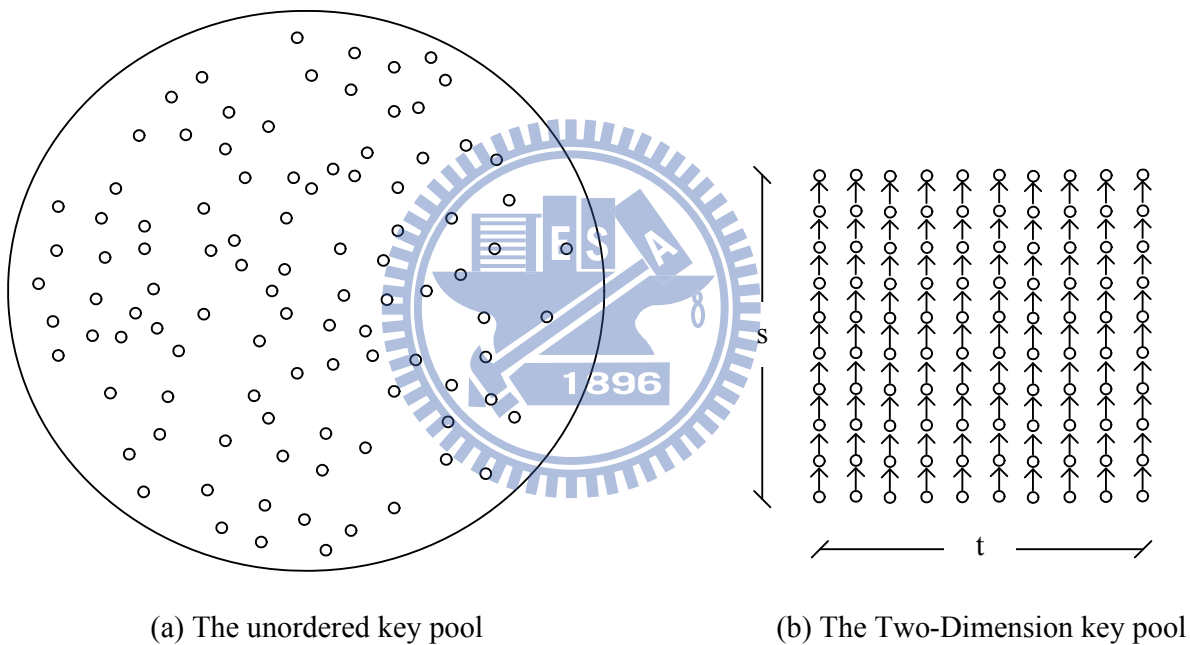 E S A
1896
s
t
(a) The unordered key pool
(b) The Two-Dimension key pool